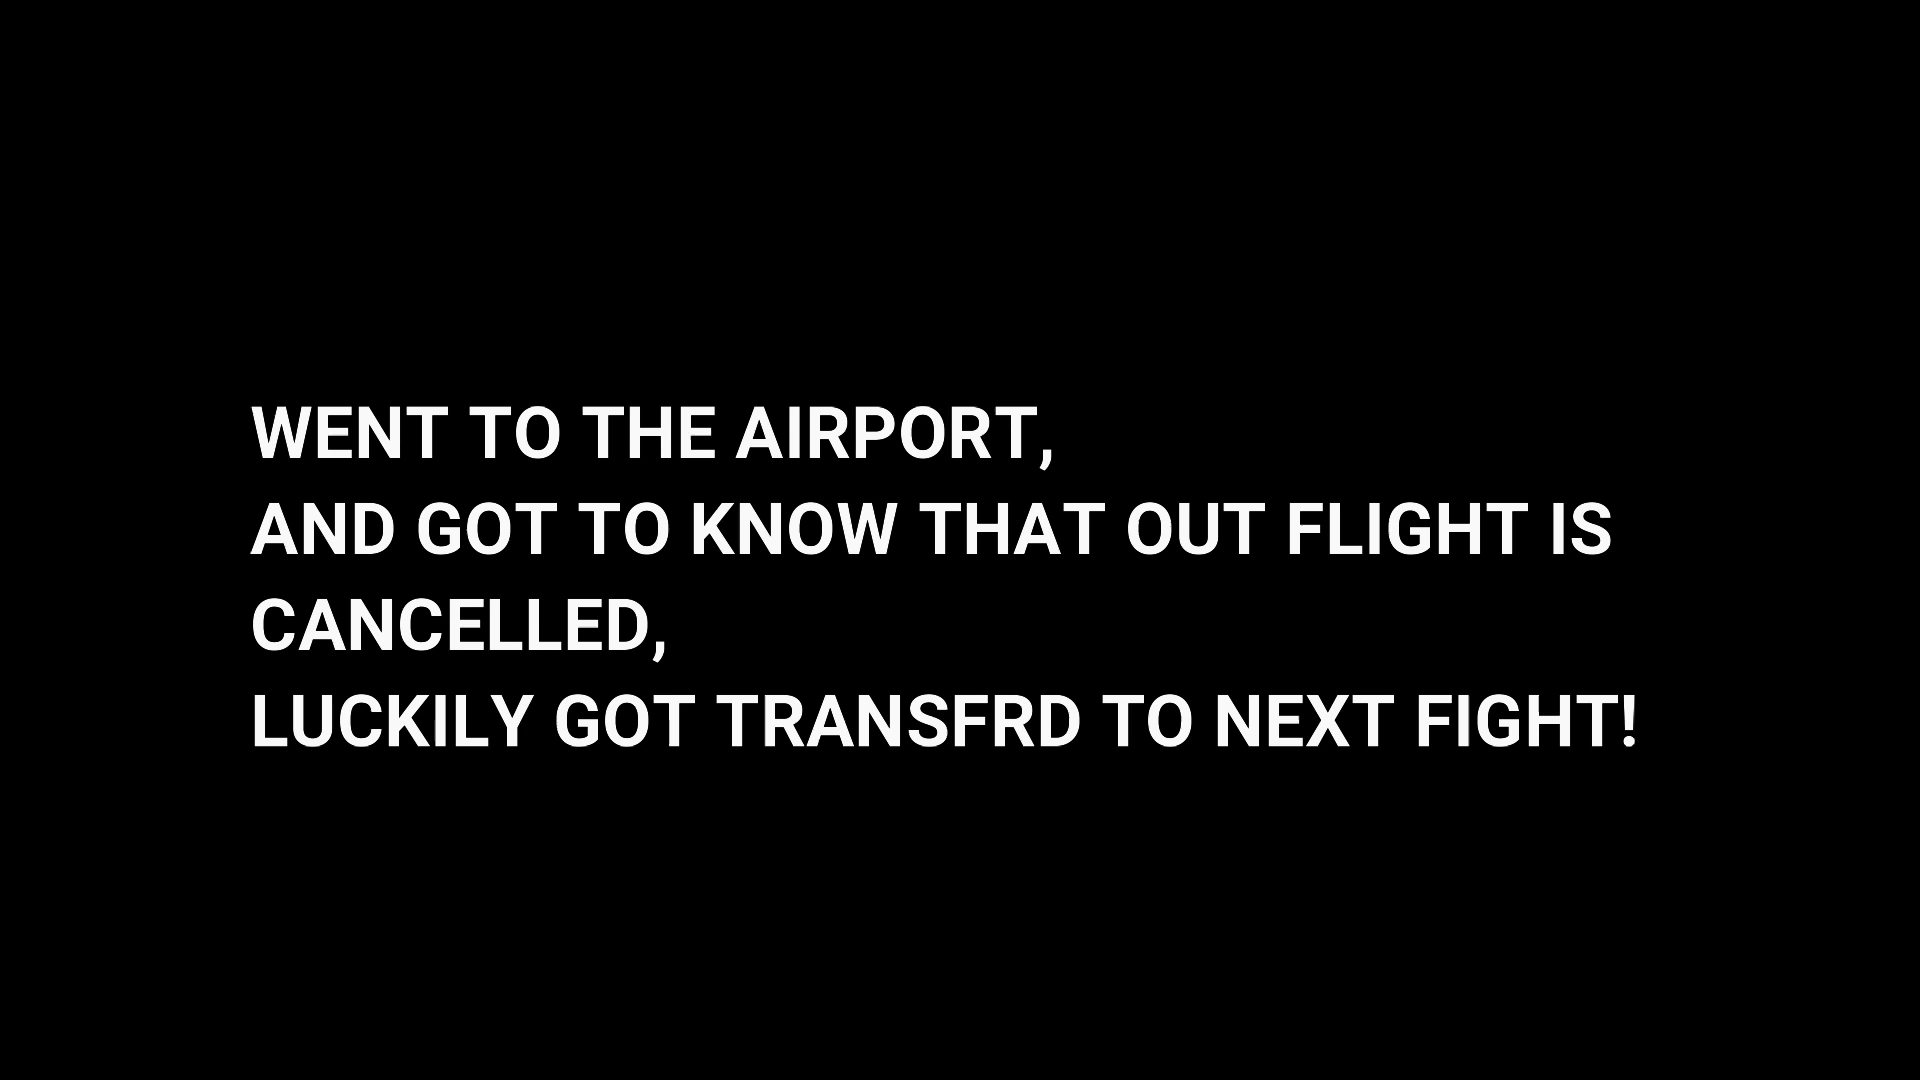 WENT TO THE AIRPORT,
AND GOT TO KNOW THAT OUT FLIGHT IS
CANCELLED,
LUCKILY GOT TRANSFRD TO NEXT FIGHT!